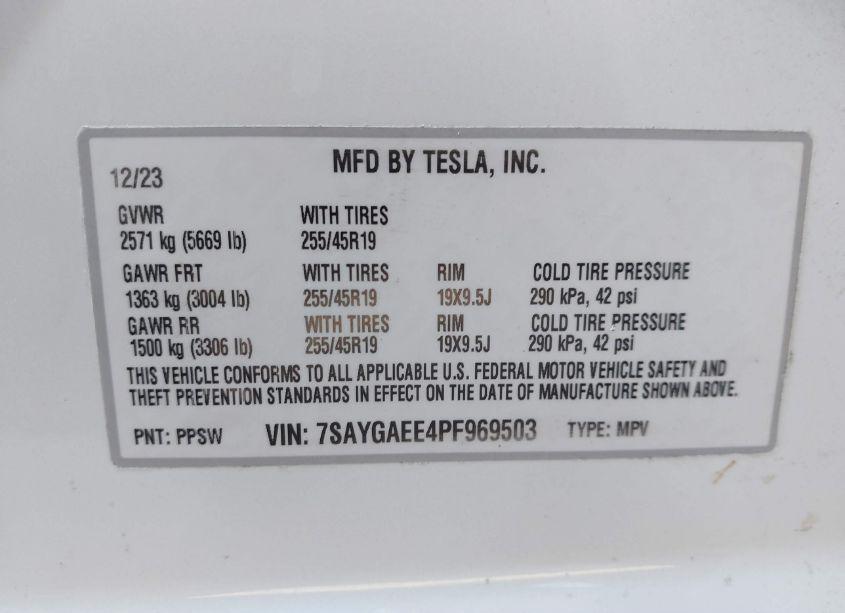 MFD BY TESLA, INC.
12/23
GVWR WITH TIRES
2571 kg (5669 lb) 255/45R19
GAWR FRT WITH TIRES RIM COLD TIRE PRESSURE
1363 kg (3004 lb) 255/45R19 19X9.5J 290 kPa, 42 psi
GAWR RR WITH TIRES RIM COLD TIRE PRESSURE
1500 kg (3306 lb) 255/45R19 19X9.5J 290 kPa, 42 psi
THIS VEHICLE CONFORMS TO ALL APPLICABLE U.S. FEDERAL MOTOR VEHICLE SAFETY AND
THEFT PREVENTION STANDARDS IN EFFECT ON THE DATE OF MANUFACTURE SHOWN ABOVE.
PNT: PPSW VIN: 7SAYGAEE4PF969503 TYPE: MPV